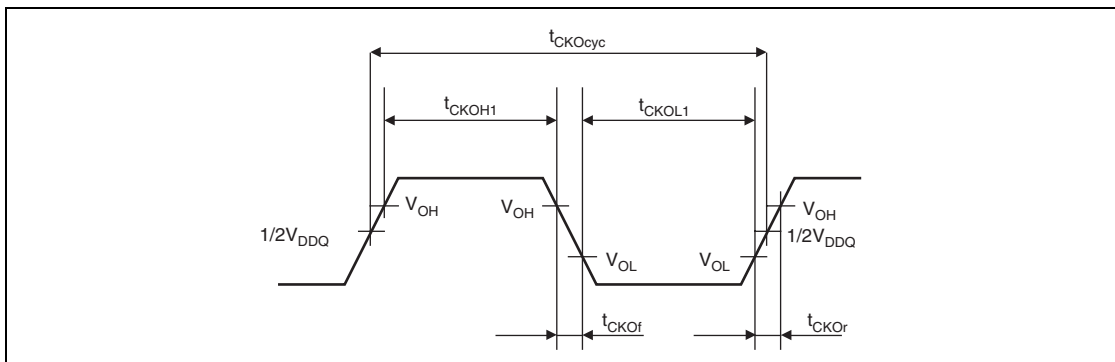 tCKOcyc
tCKOH1 tCKOL1
VOH VOH VOH
1/2VDDQ 1/2VDDQ
VOL VOL
tCKOf tCKOr